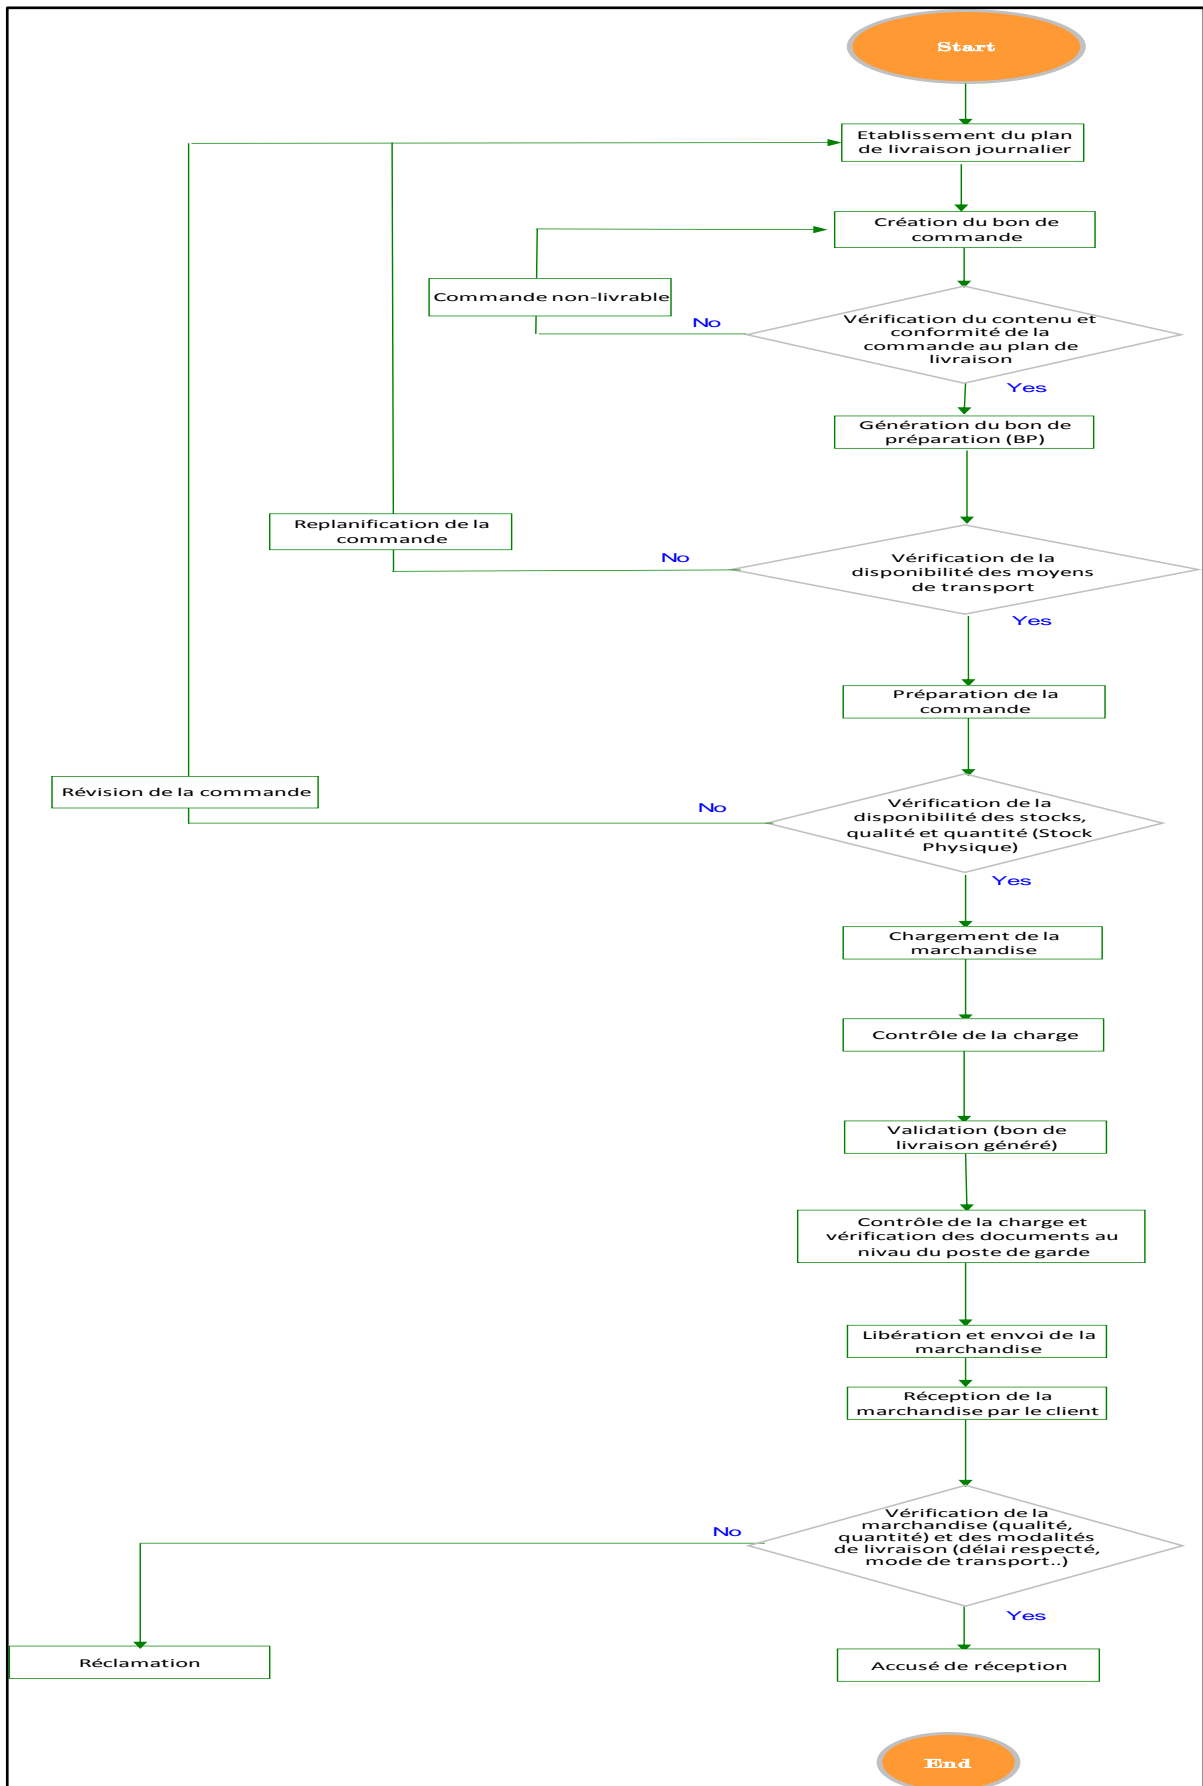 Start
Etablissement du plan
de livraison journalier
Création du bon de
commande
Commande non-livrable
No
Vérification du contenu et
conformité de la
commande au plan de
livraison
Yes
Génération du bon de
préparation (BP)
Replanification de la
commande
No
Vérification de la
disponibilité des moyens
de transport
Yes
Préparation de la
commande
Révision de la commande
No
Vérification de la
disponibilité des stocks,
qualité et quantité (Stock
Physique)
Yes
Chargement de la
marchandise
Contrôle de la charge
Validation (bon de
livraison généré)
Contrôle de la charge et
vérification des documents au
nivau du poste de garde
Libération et envoi de la
marchandise
Réception de la
marchandise par le client
No
Vérification de la
marchandise (qualité,
quantité) et des modalités
de livraison (délai respecté,
mode de transport..)
Yes
Réclamation
Accusé de réception
End